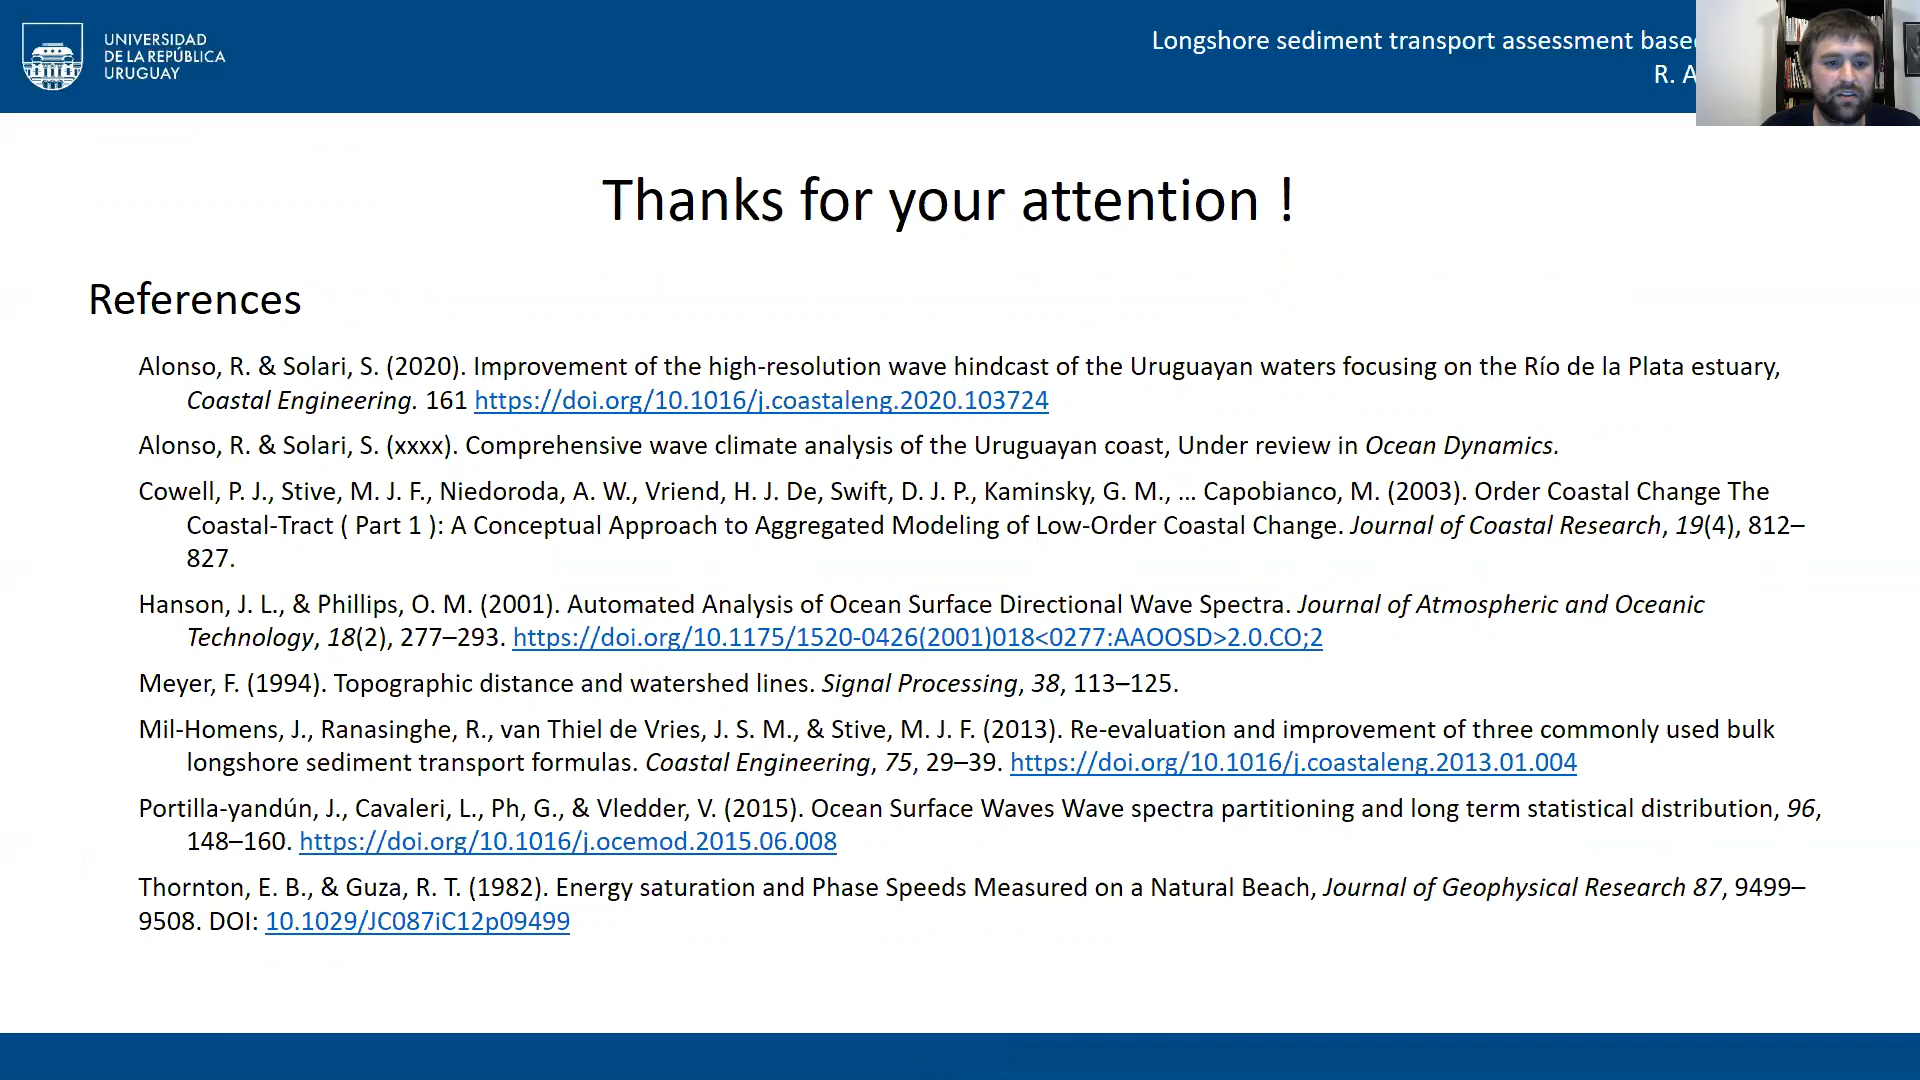 UNIVERSIDAD
DE LA REPÚBLICA
URUGUAY
Longshore sediment transport assessment
R.
Thanks for your attention !
References
Alonso, R. & Solari, S. (2020). Improvement of the high-resolution wave hindcast of the Uruguayan waters focusing on the Río de la Plata estuary,
Coastal Engineering. 161 https://doi.org/10.1016/j.coastaleng.2020.103724
Alonso, R. & Solari, S. (xxxx). Comprehensive wave climate analysis of the Uruguayan coast, Under review in Ocean Dynamics.
Cowell, P. J., Stive, M. J. F., Niedoroda, A. W., Vriend, H. J. De, Swift, D. J. P., Kaminsky, G. M., … Capobianco, M. (2003). Order Coastal Change The
Coastal-Tract ( Part 1 ): A Conceptual Approach to Aggregated Modeling of Low-Order Coastal Change. Journal of Coastal Research, 19(4), 812–
827.
Hanson, J. L., & Phillips, O. M. (2001). Automated Analysis of Ocean Surface Directional Wave Spectra. Journal of Atmospheric and Oceanic
Technology, 18(2), 277–293. https://doi.org/10.1175/1520-0426(2001)018<0277:AAOOSD>2.0.CO;2
Meyer, F. (1994). Topographic distance and watershed lines. Signal Processing, 38, 113–125.
Mil-Homens, J., Ranasinghe, R., van Thiel de Vries, J. S. M., & Stive, M. J. F. (2013). Re-evaluation and improvement of three commonly used bulk
longshore sediment transport formulas. Coastal Engineering, 75, 29–39. https://doi.org/10.1016/j.coastaleng.2013.01.004
Portilla-yandún, J., Cavaleri, L., Ph, G., & Vledder, V. (2015). Ocean Surface Waves Wave spectra partitioning and long term statistical distribution, 96,
148–160. https://doi.org/10.1016/j.ocemod.2015.06.008
Thornton, E. B., & Guza, R. T. (1982). Energy saturation and Phase Speeds Measured on a Natural Beach, Journal of Geophysical Research 87, 9499–
9508. DOI: 10.1029/JC087iC12p09499